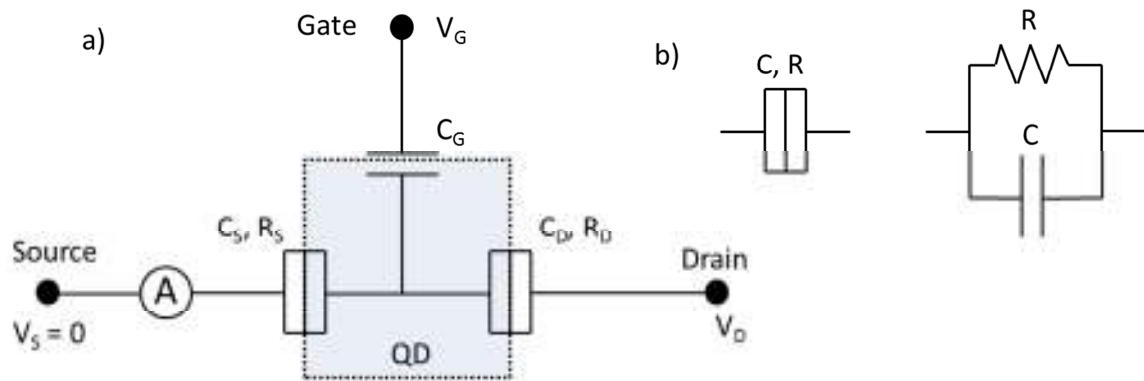 a)
Gate
V_G
b)
C, R
R
C_G
C
C_S, R_S
C_D, R_D
Source
A
Drain
V_S = 0
QD
V_D